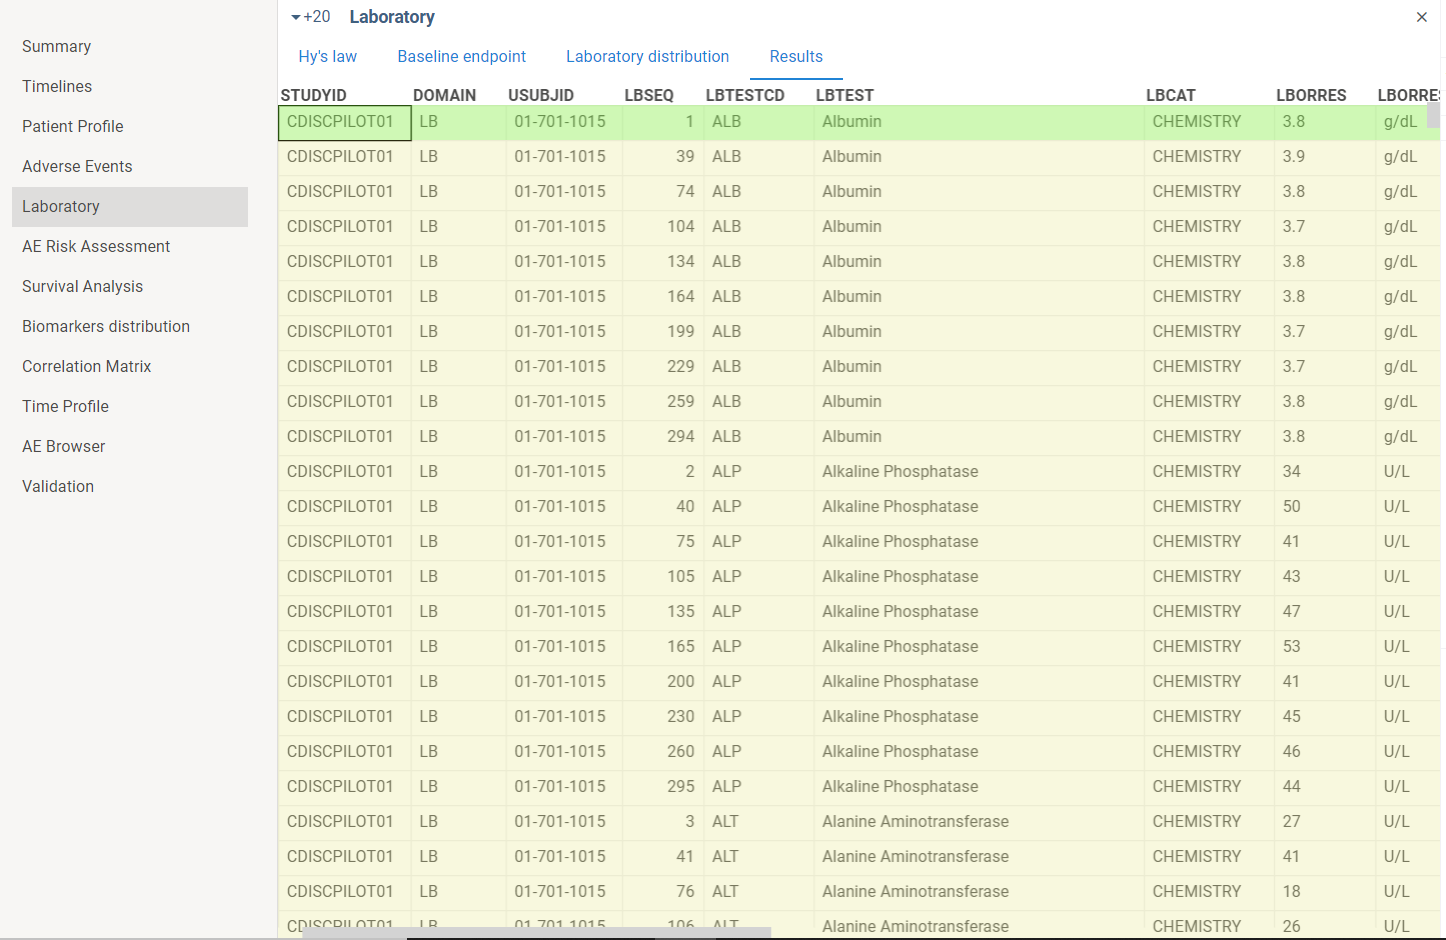 +20 Laboratory ×
Summary
Timelines
Patient Profile
Adverse Events
Laboratory
AE Risk Assessment
Survival Analysis
Biomarkers distribution
Correlation Matrix
Time Profile
AE Browser
Validation
Hy's law Baseline endpoint Laboratory distribution Results
STUDYID DOMAIN USUBJID LBSEQ LBTESTCD LBTEST LBCAT LBORRES LBORRES
CDISCPILOT01 LB 01-701-1015 1 ALB Albumin CHEMISTRY 3.8 g/dL
CDISCPILOT01 LB 01-701-1015 39 ALB Albumin CHEMISTRY 3.9 g/dL
CDISCPILOT01 LB 01-701-1015 74 ALB Albumin CHEMISTRY 3.8 g/dL
CDISCPILOT01 LB 01-701-1015 104 ALB Albumin CHEMISTRY 3.7 g/dL
CDISCPILOT01 LB 01-701-1015 134 ALB Albumin CHEMISTRY 3.8 g/dL
CDISCPILOT01 LB 01-701-1015 164 ALB Albumin CHEMISTRY 3.8 g/dL
CDISCPILOT01 LB 01-701-1015 199 ALB Albumin CHEMISTRY 3.7 g/dL
CDISCPILOT01 LB 01-701-1015 229 ALB Albumin CHEMISTRY 3.7 g/dL
CDISCPILOT01 LB 01-701-1015 259 ALB Albumin CHEMISTRY 3.8 g/dL
CDISCPILOT01 LB 01-701-1015 294 ALB Albumin CHEMISTRY 3.8 g/dL
CDISCPILOT01 LB 01-701-1015 2 ALP Alkaline Phosphatase CHEMISTRY 34 U/L
CDISCPILOT01 LB 01-701-1015 40 ALP Alkaline Phosphatase CHEMISTRY 50 U/L
CDISCPILOT01 LB 01-701-1015 75 ALP Alkaline Phosphatase CHEMISTRY 41 U/L
CDISCPILOT01 LB 01-701-1015 105 ALP Alkaline Phosphatase CHEMISTRY 43 U/L
CDISCPILOT01 LB 01-701-1015 135 ALP Alkaline Phosphatase CHEMISTRY 47 U/L
CDISCPILOT01 LB 01-701-1015 165 ALP Alkaline Phosphatase CHEMISTRY 53 U/L
CDISCPILOT01 LB 01-701-1015 200 ALP Alkaline Phosphatase CHEMISTRY 41 U/L
CDISCPILOT01 LB 01-701-1015 230 ALP Alkaline Phosphatase CHEMISTRY 45 U/L
CDISCPILOT01 LB 01-701-1015 260 ALP Alkaline Phosphatase CHEMISTRY 46 U/L
CDISCPILOT01 LB 01-701-1015 295 ALP Alkaline Phosphatase CHEMISTRY 44 U/L
CDISCPILOT01 LB 01-701-1015 3 ALT Alanine Aminotransferase CHEMISTRY 27 U/L
CDISCPILOT01 LB 01-701-1015 41 ALT Alanine Aminotransferase CHEMISTRY 41 U/L
CDISCPILOT01 LB 01-701-1015 76 ALT Alanine Aminotransferase CHEMISTRY 18 U/L
CDISCPILOT01 LB 01-701-1015 106 ALT Alanine Aminotransferase CHEMISTRY 26 U/L